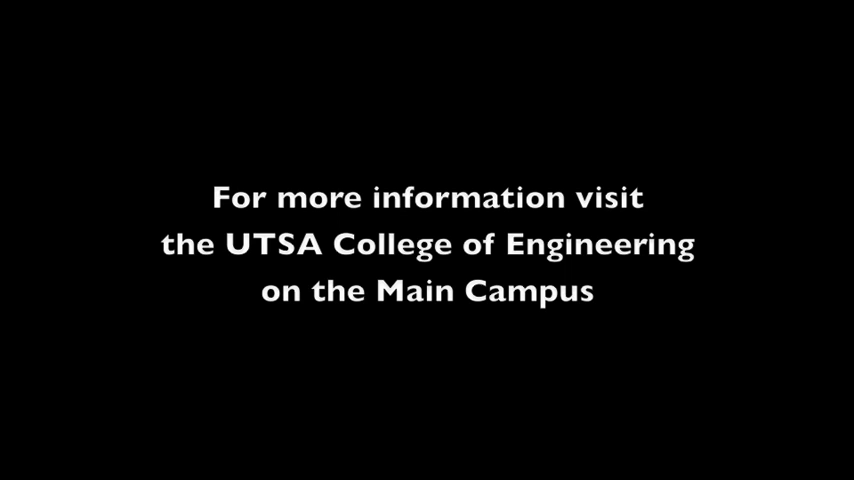 For more information visit
the UTSA College of Engineering
on the Main Campus